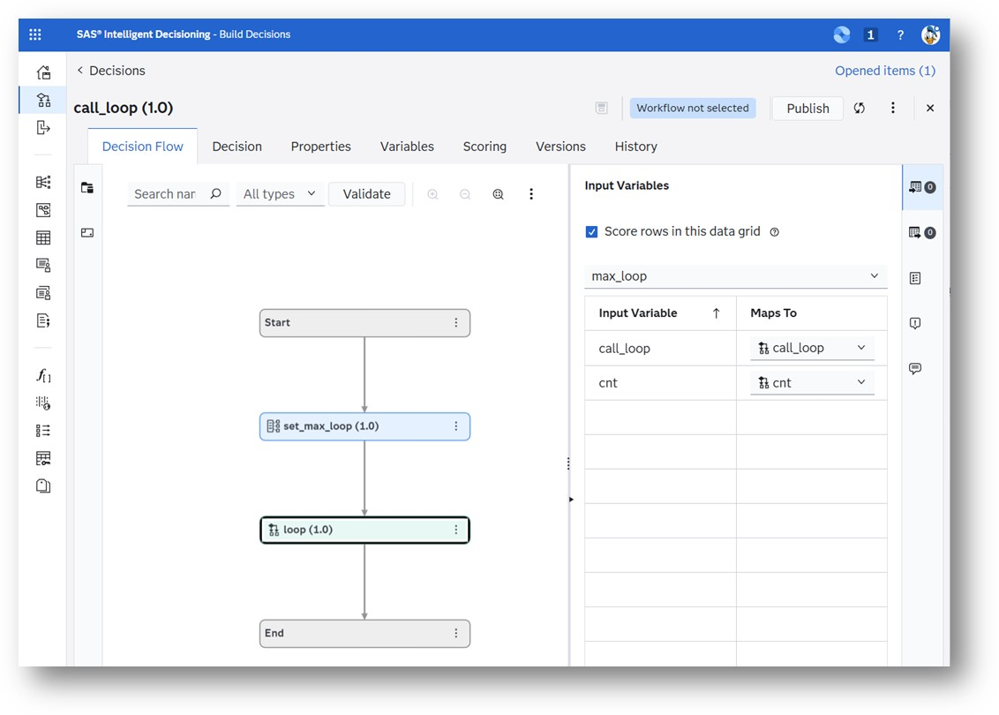 SAS® Intelligent Decisioning - Build Decisions
1
?
Decisions
Opened items (1)
call_loop (1.0)
Workflow not selected
Publish
Decision Flow
Decision
Properties
Variables
Scoring
Versions
History
Search nar
All types
Validate
Input Variables
Score rows in this data grid
max_loop
Input Variable
Maps To
call_loop
call_loop
cnt
cnt
0
0
Start
set_max_loop (1.0)
loop (1.0)
End